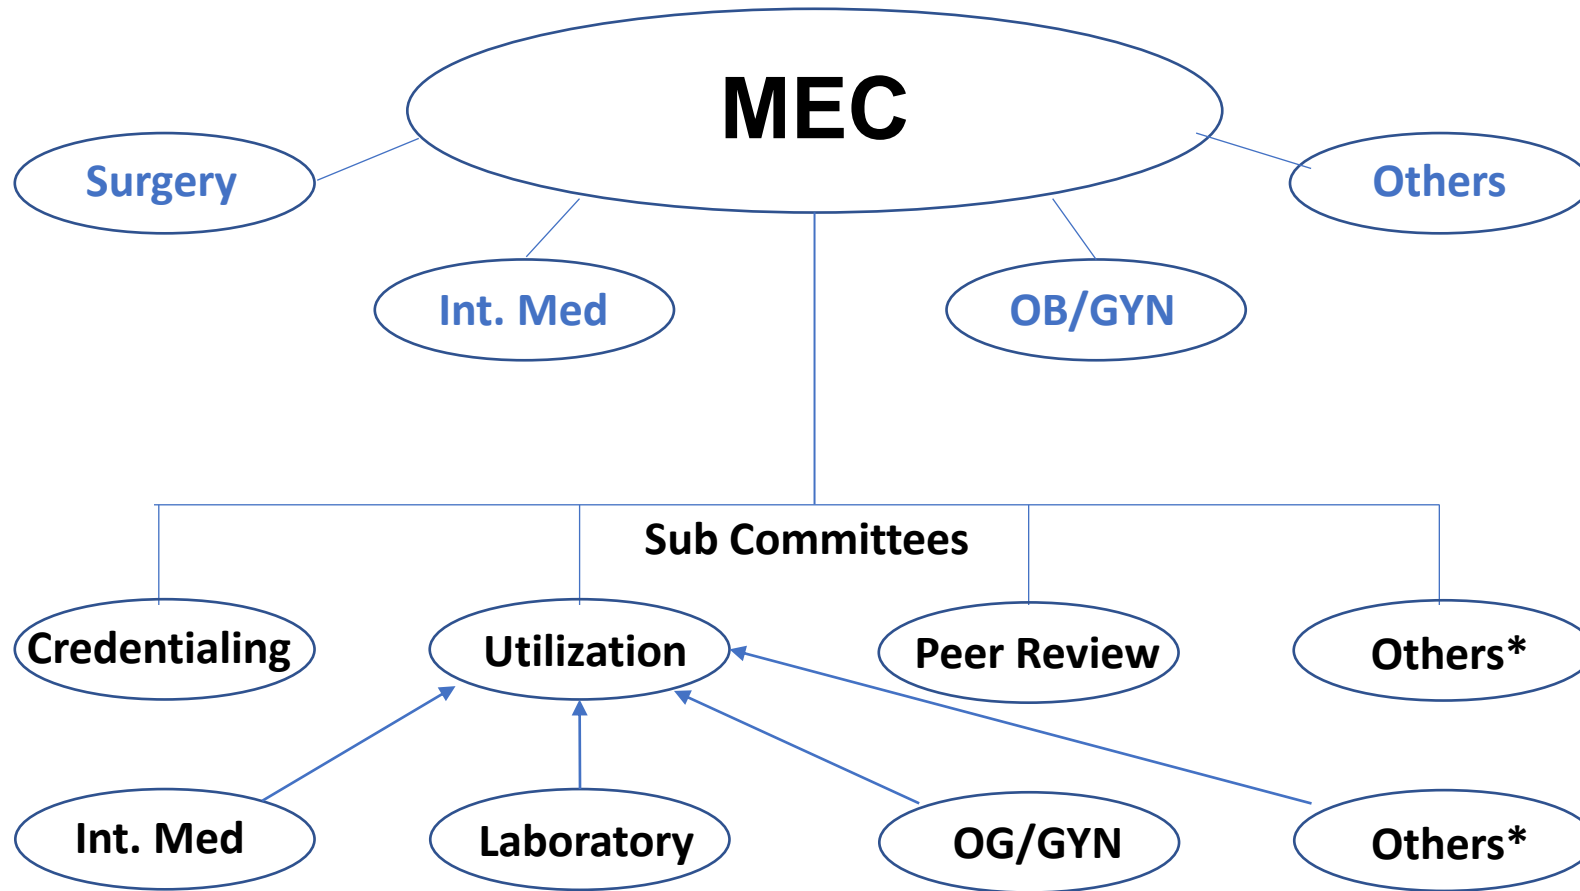 MEC
Surgery
Others
Int. Med
OB/GYN
Sub Committees
Credentialing
Utilization
Peer Review
Others*
Int. Med
Laboratory
OG/GYN
Others*